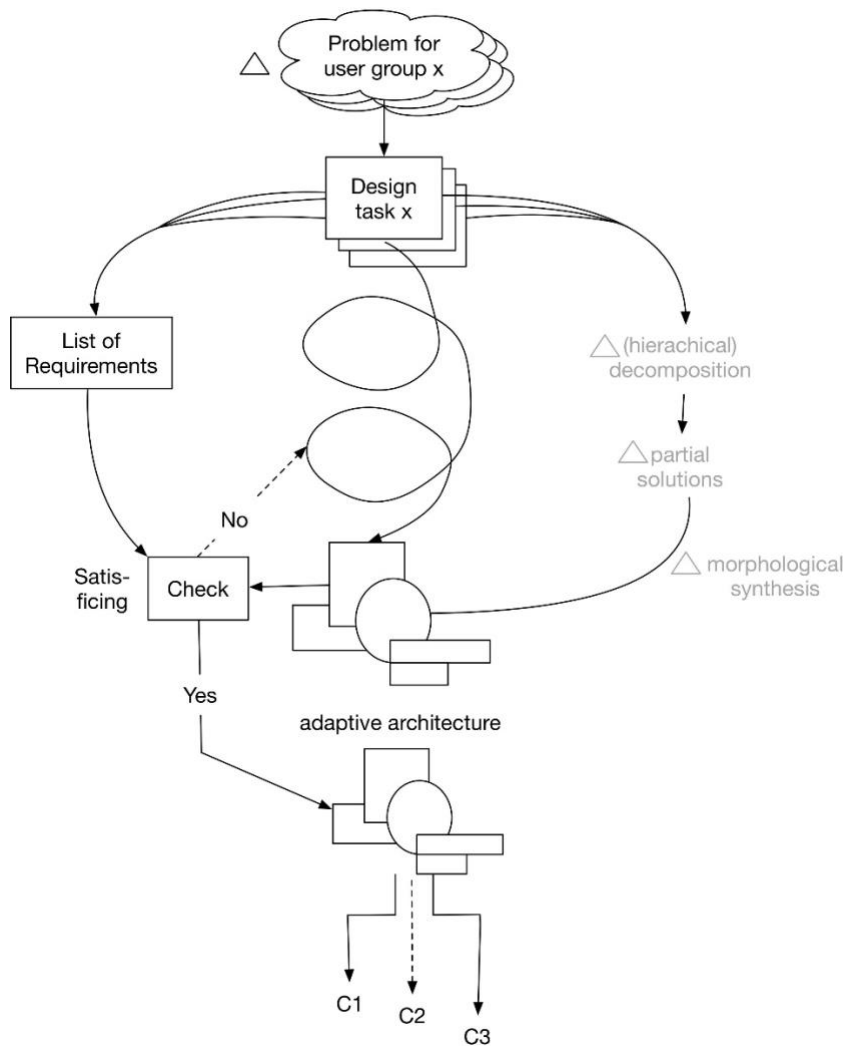 Problem for
user group x
Design
task x
List of
Requirements
(hierachical)
decomposition
partial
solutions
No
morphological
synthesis
Satis-
ficing
Check
Yes
adaptive architecture
C1
C2
C3